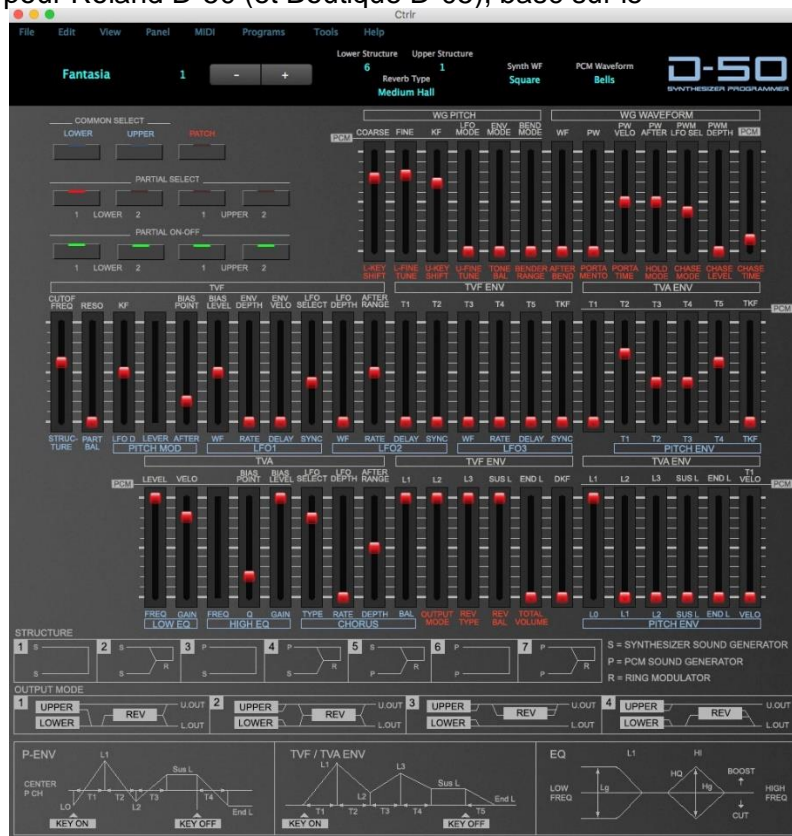 pour Roland D-50 (et Boutique D-05), basé sur le
Ctrlr
File Edit View Panel MIDI Programs Tools Help
Lower Structure Upper Structure
Fantasia 1 - + 6 1 Synth WF PCM Waveform
Reverb Type Square Bells
Medium Hall
D-50
SYNTHESIZER PROGRAMMER
COMMON SELECT
LOWER UPPER PATCH
PARTIAL SELECT
1 LOWER 2 1 UPPER 2
PARTIAL ON-OFF
1 LOWER 2 1 UPPER 2
WG PITCH WG WAVEFORM
PCM COARSE FINE KF LFO MODE ENV MODE BEND MODE WF PW PW VELO PW AFTER PWM LFO SEL PWM DEPTH PCM
L-KEY SHIFT L-FINE TUNE U-KEY SHIFT U-FINE TUNE TONE BAL BENDER RANGE AFTER BEND PORTA MENTO PORTA TIME HOLD MODE CHASE MODE CHASE LEVEL CHASE TIME
TVF TVF ENV TVA ENV
CUTOF FREQ RESO KF BIAS POINT BIAS LEVEL ENV DEPTH ENV VELO LFO SELECT LFO DEPTH AFTER RANGE T1 T2 T3 T4 T5 TKF T1 T2 T3 T4 T5 TKF PCM
STRUC-TURE PART BAL LFO D LEVER AFTER WF RATE DELAY SYNC WF RATE DELAY SYNC WF RATE DELAY SYNC T1 T2 T3 T4 TKF
PITCH MOD LFO1 LFO2 LFO3 PITCH ENV
TVA TVF ENV TVA ENV
PCM LEVEL VELO BIAS POINT BIAS LEVEL LFO SELECT LFO DEPTH AFTER RANGE L1 L2 L3 SUS L END L DKF L1 L2 L3 SUS L END L T1 VELO PCM
FREQ GAIN FREQ Q GAIN TYPE RATE DEPTH BAL OUTPUT MODE REV TYPE REV BAL TOTAL VOLUME L0 L1 L2 SUS L END L VELO
LOW EQ HIGH EQ CHORUS PITCH ENV
STRUCTURE
1 S S 2 S S R 3 P S 4 P S R 5 S P R 6 P P 7 P P R
S = SYNTHESIZER SOUND GENERATOR
P = PCM SOUND GENERATOR
R = RING MODULATOR
OUTPUT MODE
1 UPPER LOWER REV U.OUT L.OUT 2 UPPER LOWER REV U.OUT L.OUT 3 UPPER LOWER REV U.OUT L.OUT 4 UPPER LOWER REV U.OUT L.OUT
P-ENV
L1 Sus L
CENTER P CH
T1 T2 T3 T4
L0 L2 End L
KEY ON KEY OFF
TVF / TVA ENV
L1 L3 Sus L
L2 End L
T1 T2 T3 T4 T5
KEY ON KEY OFF
EQ L1 HI
HQ BOOST
LOW FREQ Lg Hg HIGH FREQ
CUT